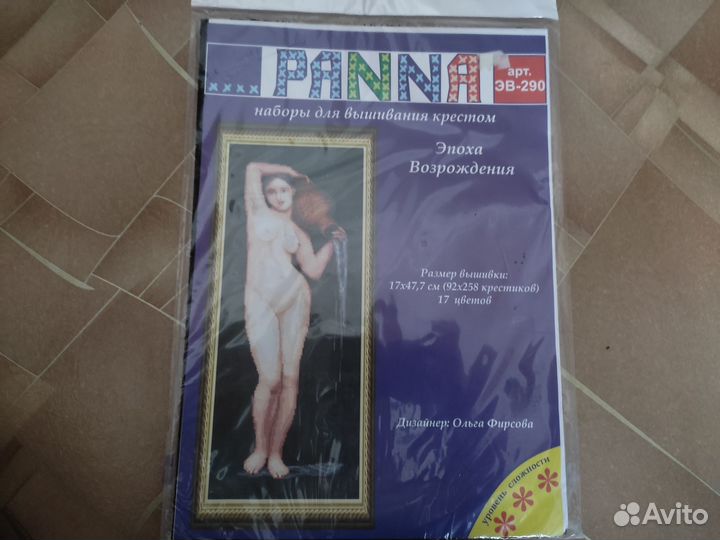 PANNA
арт.
ЭВ-290
наборы для вышивания крестом
Эпоха
Возрождения
Размер вышивки:
17х47,7 см (92х258 крестиков)
17 цветов
Дизайнер: Ольга Фирсова
уровень сложности
Avito